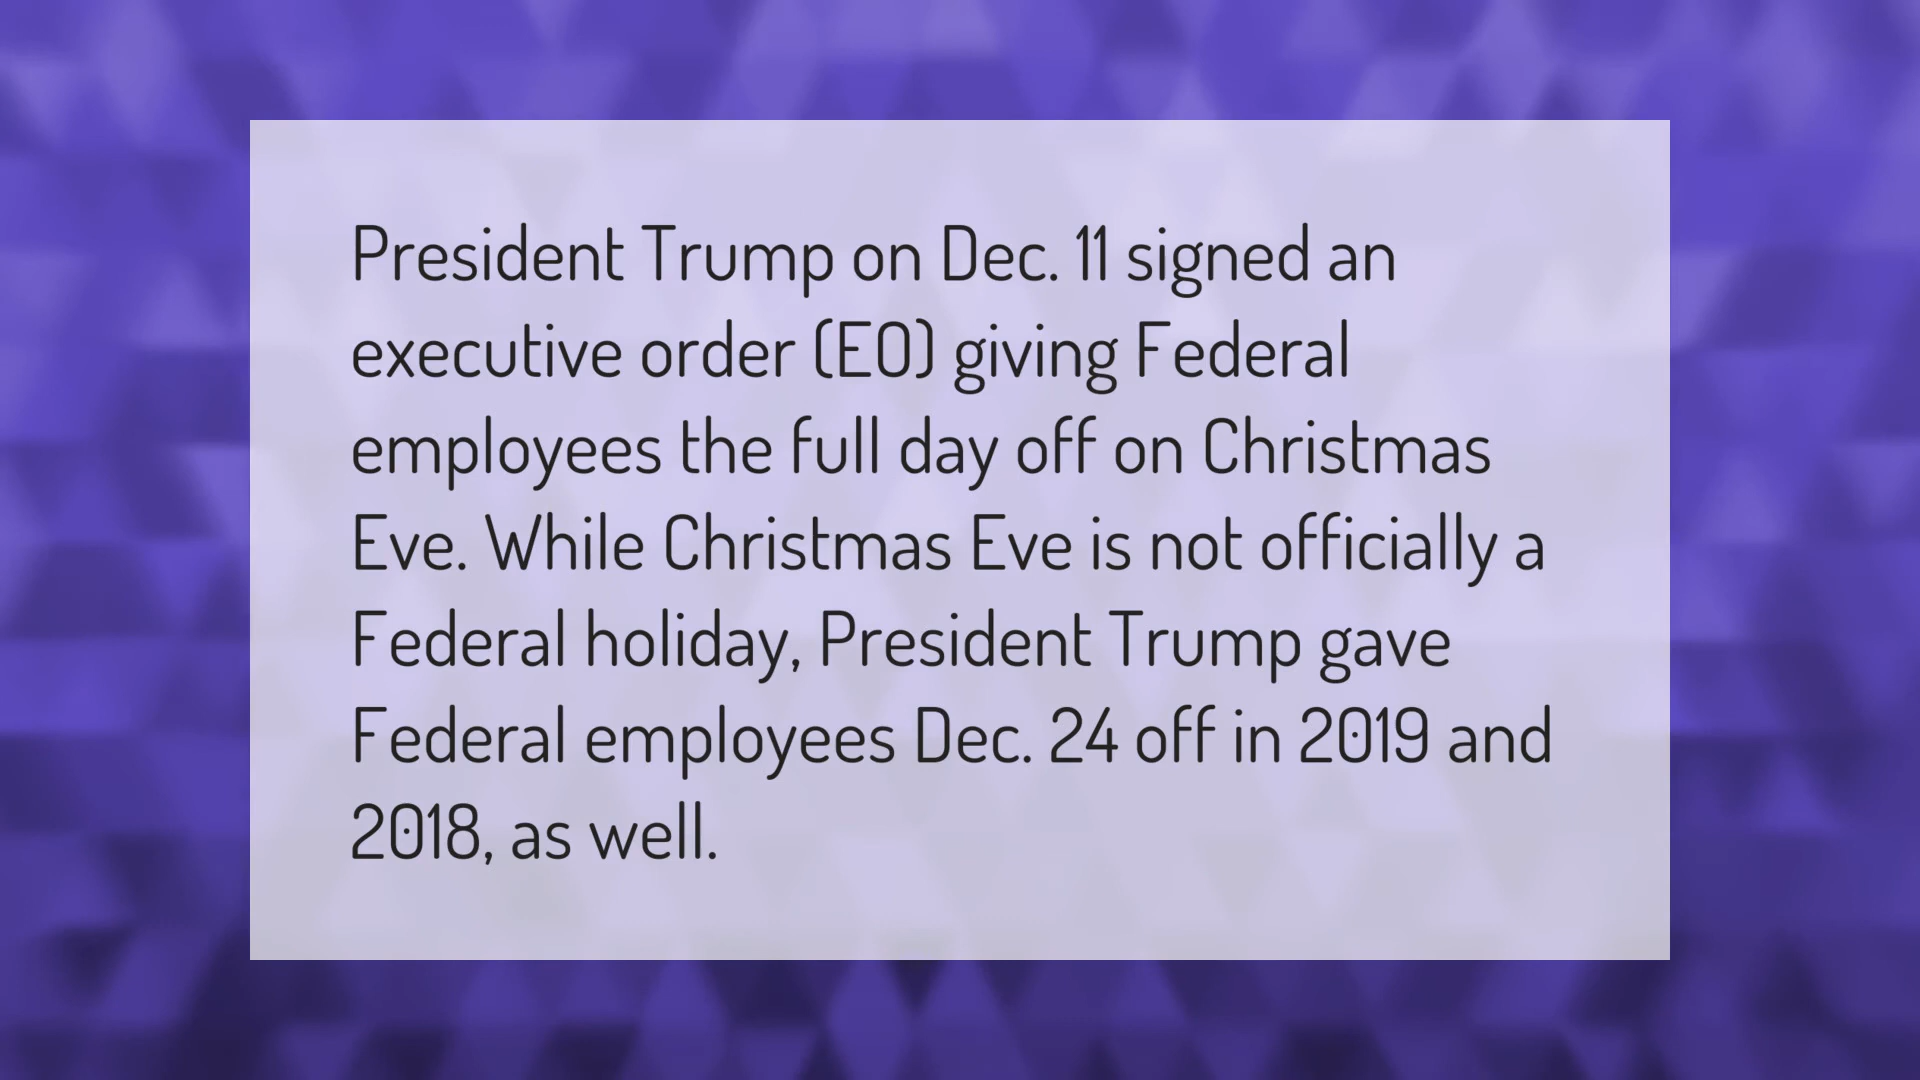 President Trump on Dec. 11 signed an
executive order (EO) giving Federal
employees the full day off on Christmas
Eve. While Christmas Eve is not officially a
Federal holiday, President Trump gave
Federal employees Dec. 24 off in 2019 and
2018, as well.